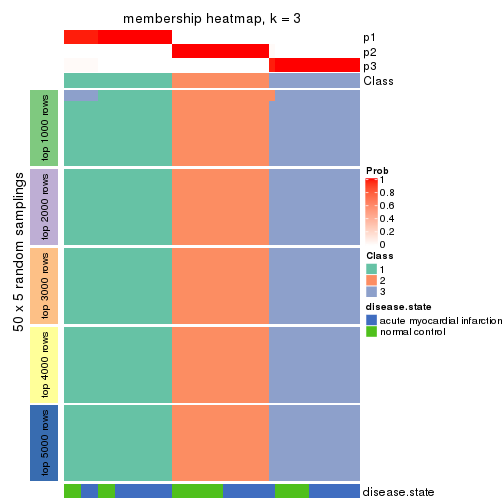 membership heatmap, k = 3
p1
p2
p3
Class
50 x 5 random samplings
top 1000 rows
top 2000 rows
top 3000 rows
top 4000 rows
top 5000 rows
Prob
1
0.8
0.6
0.4
0.2
0
Class
1
2
3
disease.state
acute myocardial infarction
normal control
disease.state